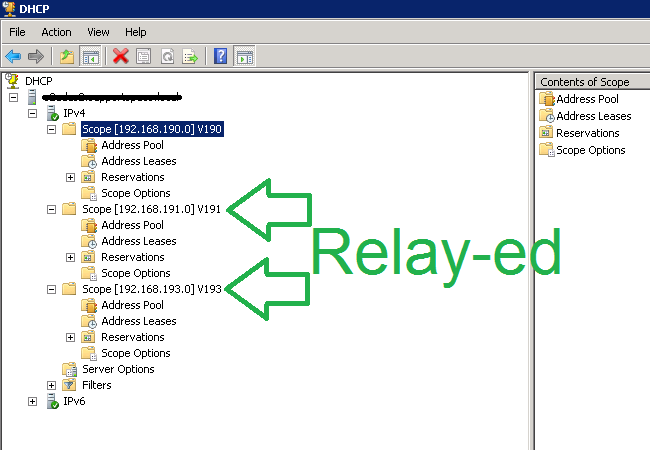 DHCP
File Action View Help
DHCP
IPv4
Scope [192.168.190.0] V190
Address Pool
Address Leases
Reservations
Scope Options
Scope [192.168.191.0] V191
Address Pool
Address Leases
Reservations
Scope Options
Scope [192.168.193.0] V193
Address Pool
Address Leases
Reservations
Scope Options
Server Options
Filters
IPv6
Relay-ed
Contents of Scope
Address Pool
Address Leases
Reservations
Scope Options